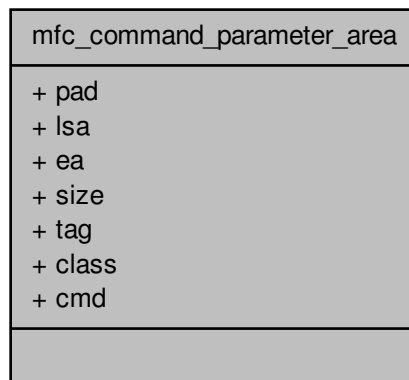 mfc_command_parameter_area
+ pad
+ lsa
+ ea
+ size
+ tag
+ class
+ cmd